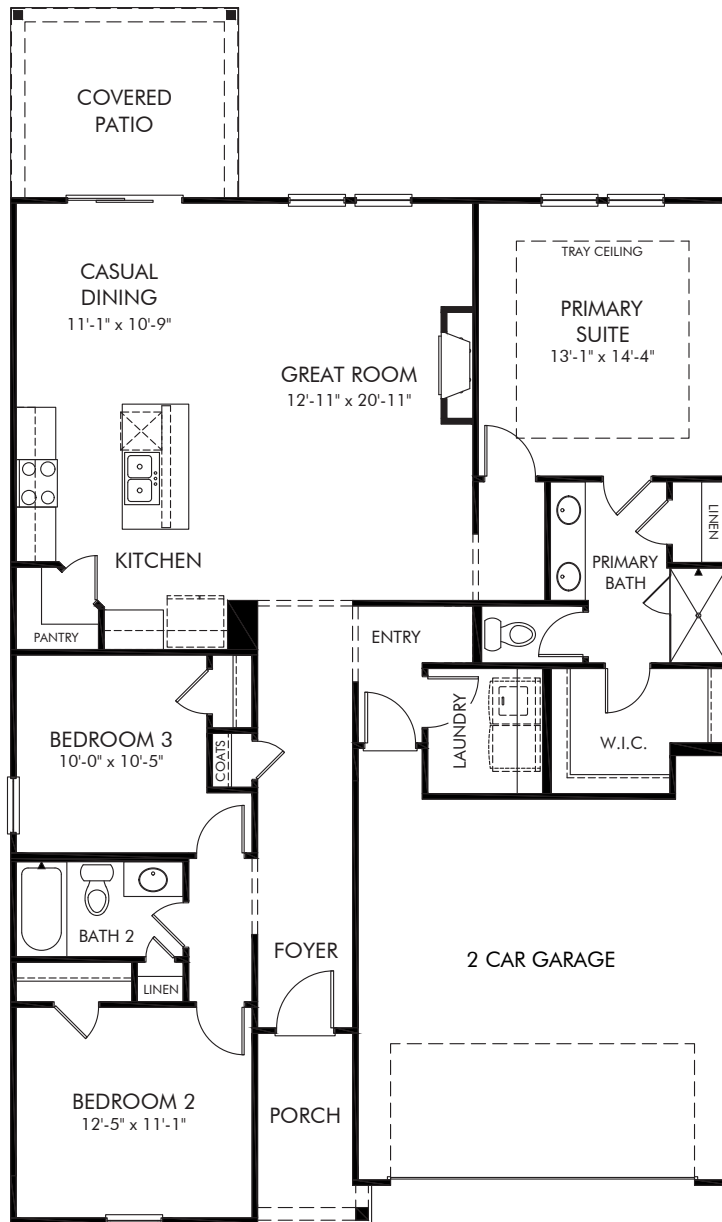 COVERED
PATIO
TRAY CEILING
CASUAL
DINING
11'-1" x 10'-9"
PRIMARY
SUITE
13'-1" x 14'-4"
GREAT ROOM
12'-11" x 20'-11"
LINEN
KITCHEN
PRIMARY
BATH
PANTRY
ENTRY
LAUNDRY
W.I.C.
BEDROOM 3
10'-0" x 10'-5"
COATS
BATH 2
FOYER
2 CAR GARAGE
LINEN
BEDROOM 2
12'-5" x 11'-1"
PORCH